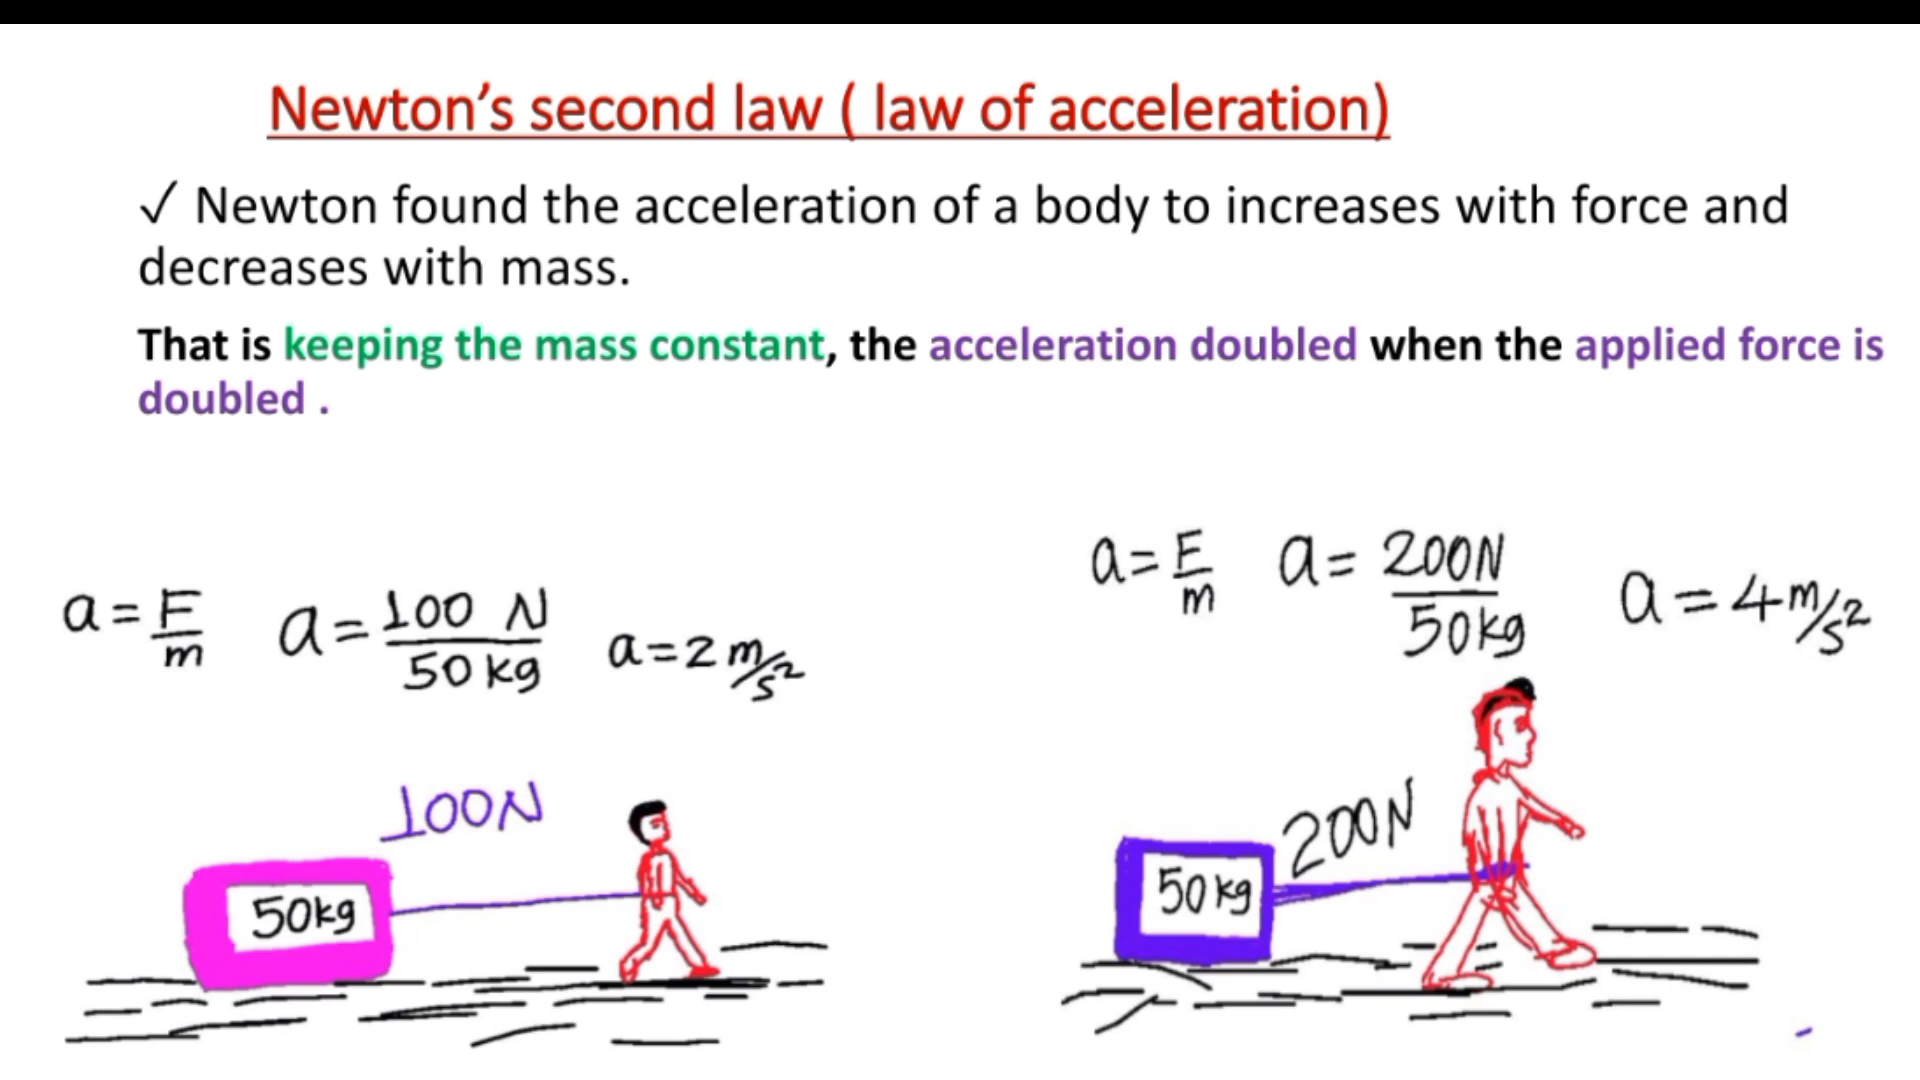 Newton's second law ( law of acceleration)
✓ Newton found the acceleration of a body to increases with force and
decreases with mass.
That is keeping the mass constant, the acceleration doubled when the applied force is
doubled .
a = F/m a = 100 N/50 kg a = 2 m/s²
a = F/m a = 200N/50kg a = 4 m/s²
100N
50kg
200N
50kg